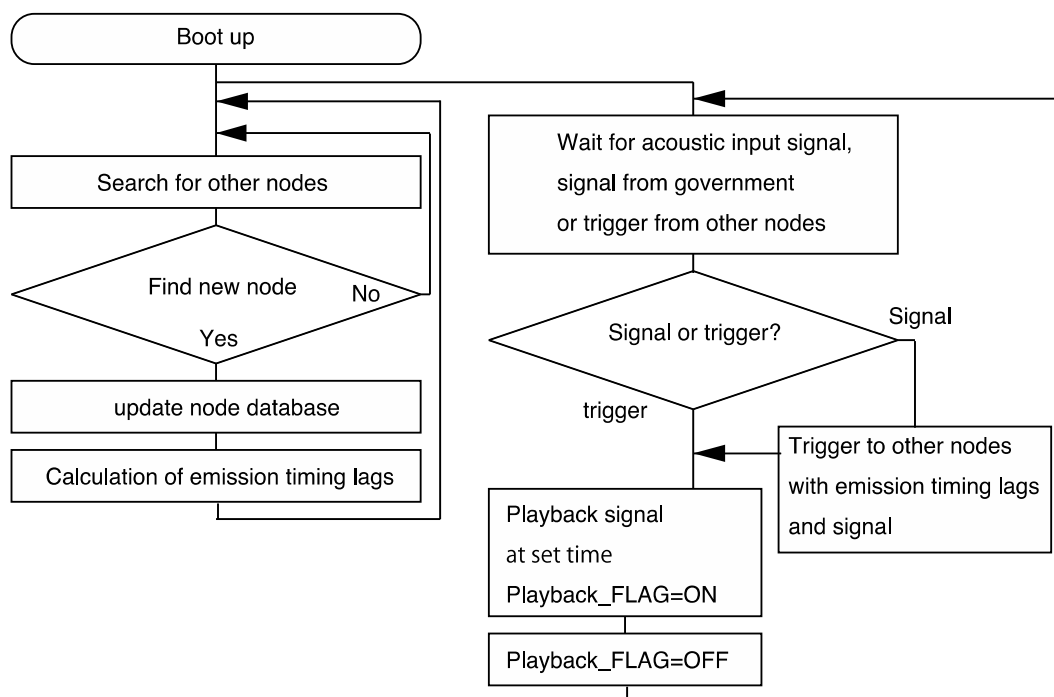 Boot up
Search for other nodes
Find new node
No
Yes
update node database
Calculation of emission timing lags
Wait for acoustic input signal,
signal from government
or trigger from other nodes
Signal or trigger?
Signal
trigger
Trigger to other nodes
with emission timing lags
and signal
Playback signal
at set time
Playback_FLAG=ON
Playback_FLAG=OFF